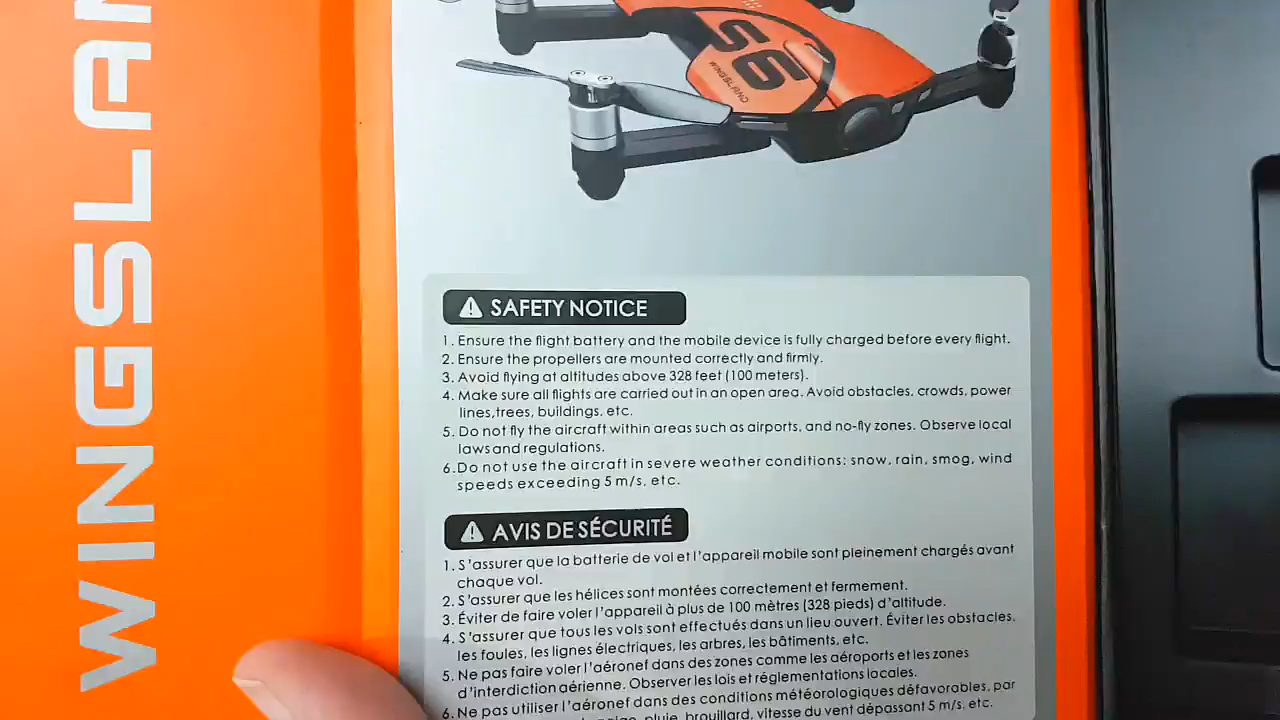 WINGSLAN
S6
WINGSLAND
SAFETY NOTICE
1. Ensure the flight battery and the mobile device is fully charged before every flight.
2. Ensure the propellers are mounted correctly and firmly.
3. Avoid flying at altitudes above 328 feet (100 meters).
4. Make sure all flights are carried out in an open area. Avoid obstacles, crowds, power
lines,trees, buildings, etc.
5. Do not fly the aircraft within areas such as airports, and no-fly zones. Observe local
laws and regulations.
6.Do not use the aircraft in severe weather conditions: snow, rain, smog, wind
speeds exceeding 5 m/s, etc.
AVIS DE SÉCURITÉ
1. S'assurer que la batterie de vol et l'appareil mobile sont pleinement chargés avant
chaque vol.
2. S'assurer que les hélices sont montées correctement et fermement.
3. Éviter de faire voler l'appareil à plus de 100 mètres (328 pieds) d'altitude.
4. S'assurer que tous les vols sont effectués dans un lieu ouvert. Éviter les obstacles,
les foules, les lignes électriques, les arbres, les bâtiments, etc.
5. Ne pas faire voler l'aéronef dans des zones comme les aéroports et les zones
d'interdiction aérienne. Observer les lois et réglementations locales.
6. Ne pas utiliser l'aéronef dans des conditions météorologiques défavorables, par
pluie, brouillard, vitesse du vent dépassant 5 m/s, etc.